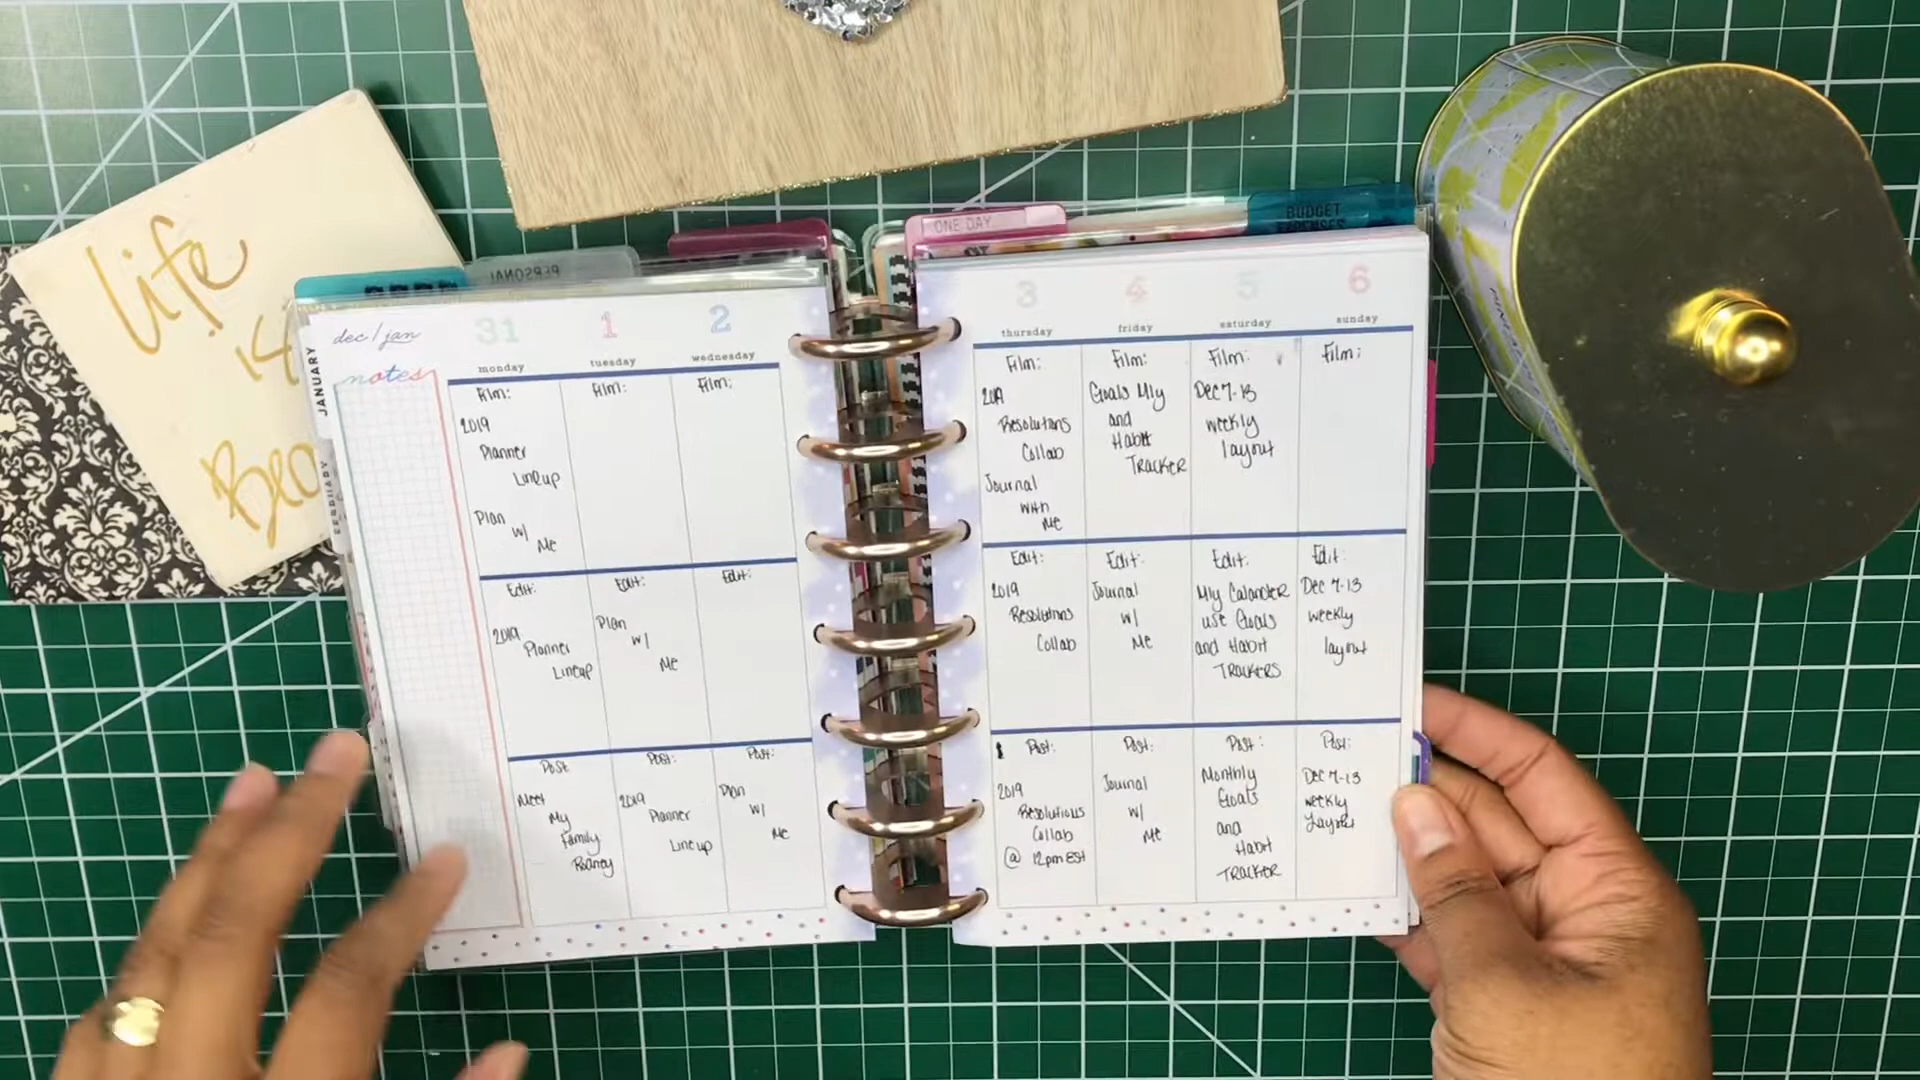 life
is
PERSONAL
ONE DAY
BUDGET
EXPENSES
JANUARY
FEBRUARY
dec/jan
notes
31
monday
1
tuesday
2
wednesday
Film:
2019
Planner
Lineup
Plan
w/
Me
Film:
Film:
Edit:
2019
Planner
Lineup
Edit:
Plan
w/
Me
Edit:
Post
Meet
My
Family
Post:
2019
Planner
Lineup
Post:
Plan
w/
Me
3
thursday
4
friday
5
saturday
6
sunday
Film:
2019
Resolutions
Collab
Journal
with
Me
Film:
Goals Mly
and
Habit
TRACKER
Film:
Dec 7-13
weekly
layout
Film:
Edit:
2019
Resolutions
Collab
Edit:
Journal
w/
Me
Edit:
Mly Calander
use Goals
and Habit
TRACKERS
Edit:
Dec 7-13
weekly
layout
Post:
2019
Resolutions
Collab
@ 12pm EST
Post:
Journal
w/
Me
Post:
Monthly
Goals
and
Habit
TRACKER
Post:
Dec 7-13
weekly
Layout